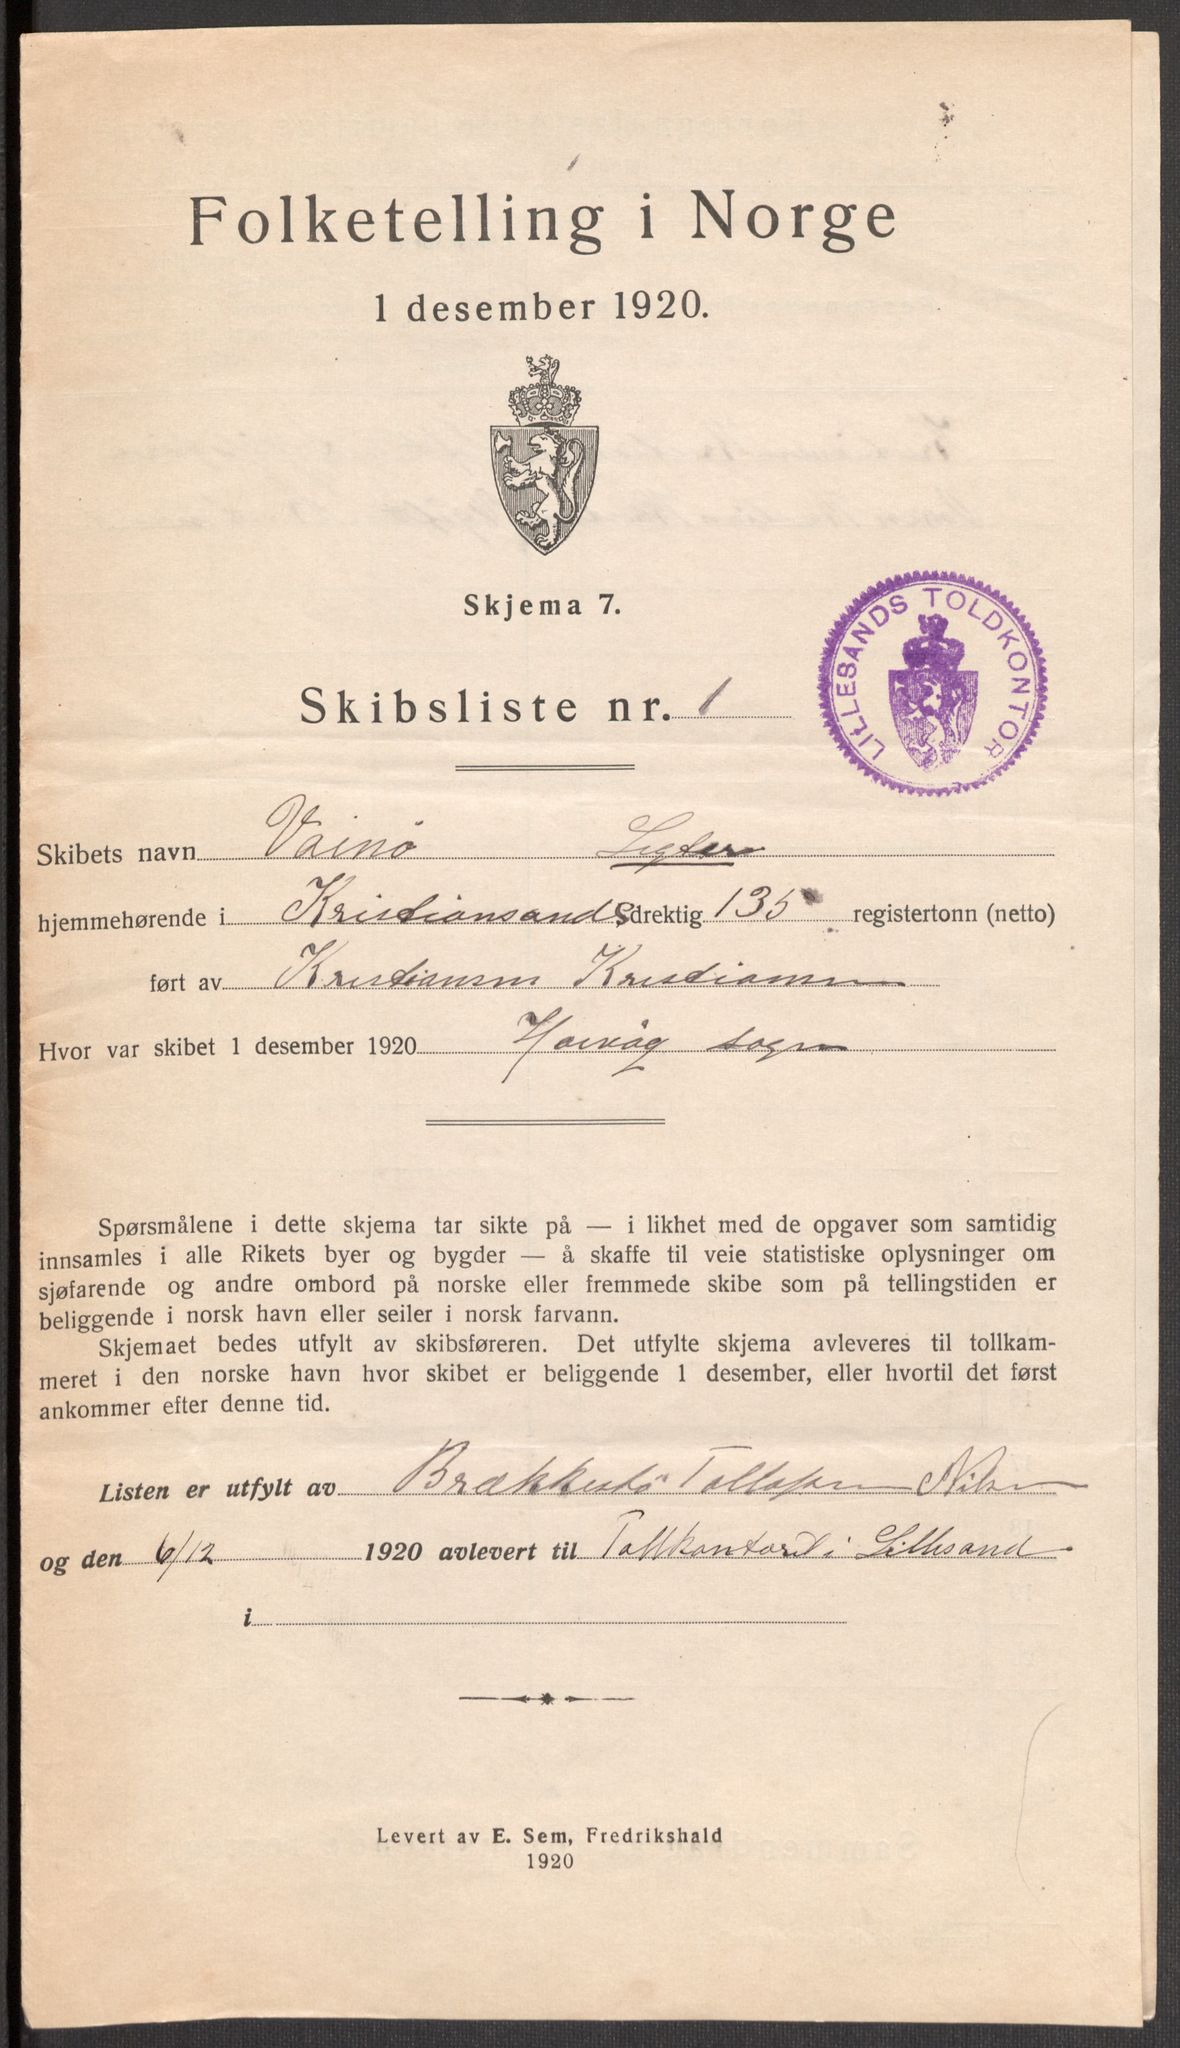 Folketelling i Norge
1 desember 1920.
Skjema 7.
LILLESANDS TOLDKONTOR
Skibsliste nr. 1
Skibets navn Vainö Ligter
hjemmehørende i Kristiansand S drektig 135 registertonn (netto)
ført av Kristiansen Kristiansen
Hvor var skibet 1 desember 1920 Høivåg sogn
Spørsmålene i dette skjema tar sikte på — i likhet med de opgaver som samtidig
innsamles i alle Rikets byer og bygder — å skaffe til veie statistiske oplysninger om
sjøfarende og andre ombord på norske eller fremmede skibe som på tellingstiden er
beliggende i norsk havn eller seiler i norsk farvann.
Skjemaet bedes utfylt av skibsføreren. Det utfylte skjema avleveres til tollkam-
meret i den norske havn hvor skibet er beliggende 1 desember, eller hvortil det først
ankommer efter denne tid.
Listen er utfylt av Brækkestø
og den 6/12 1920 avlevert til Tollkontoret i Lillesand
i
Levert av E. Sem, Fredrikshald
1920